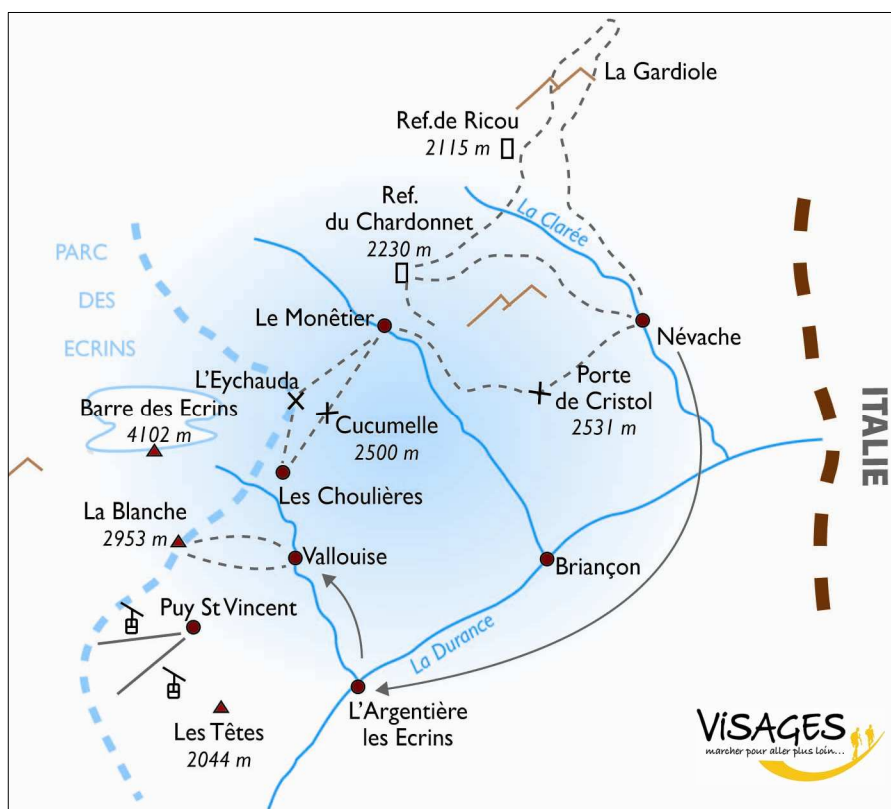 La Gardiole
Ref.de Ricou
2115 m
Ref.
du Chardonnet
2230 m
La Clarée
PARC
DES
ECRINS
Le Monêtier
Névache
L'Eychauda
Barre des Ecrins
4102 m
Cucumelle
2500 m
Porte
de Cristol
2531 m
ITALIE
Les Choulières
La Blanche
2953 m
Vallouise
Briançon
Puy St Vincent
La Durance
L'Argentière
les Ecrins
Les Têtes
2044 m
ViSAGES
marcher pour aller plus loin...